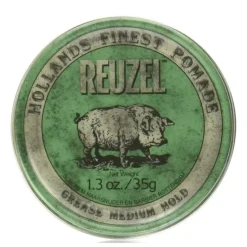 HOLLANDS FINEST POMADE
REUZEL
Net Weight
1.3 oz./35g
GREASE MEDIUM HOLD